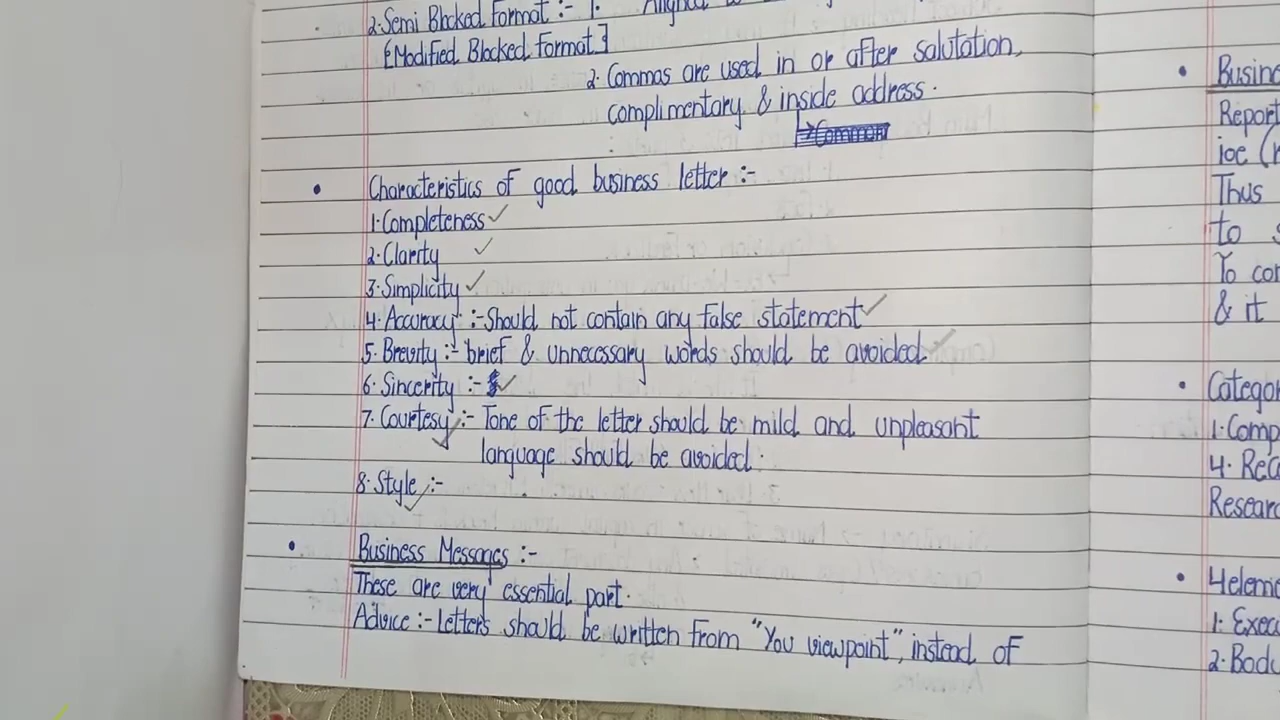 2. Semi Blocked Format :- 1. Aligned
[Modified Blocked Format]
2. Commas are used in or after salutation,
complimentary & inside address.
• Characteristics of good business letter :-
1. Completeness ✓
2. Clarity ✓
3. Simplicity ✓
4. Accuracy :- Should not contain any false statement ✓
5. Brevity :- brief & unnecessary words should be avoided ✓
6. Sincerity :- ✓
7. Courtesy :- Tone of the letter should be mild and unpleasant
language should be avoided.
8. Style :-
• Business Messages :-
These are very essential part.
Advice :- Letters should be written from "You viewpoint", instead of
• Busine
Report
Thus
to
To con
& it
• Categor
1. Comp
4. Rec
Researc
• 4 eleme
1. Exec
2. Body